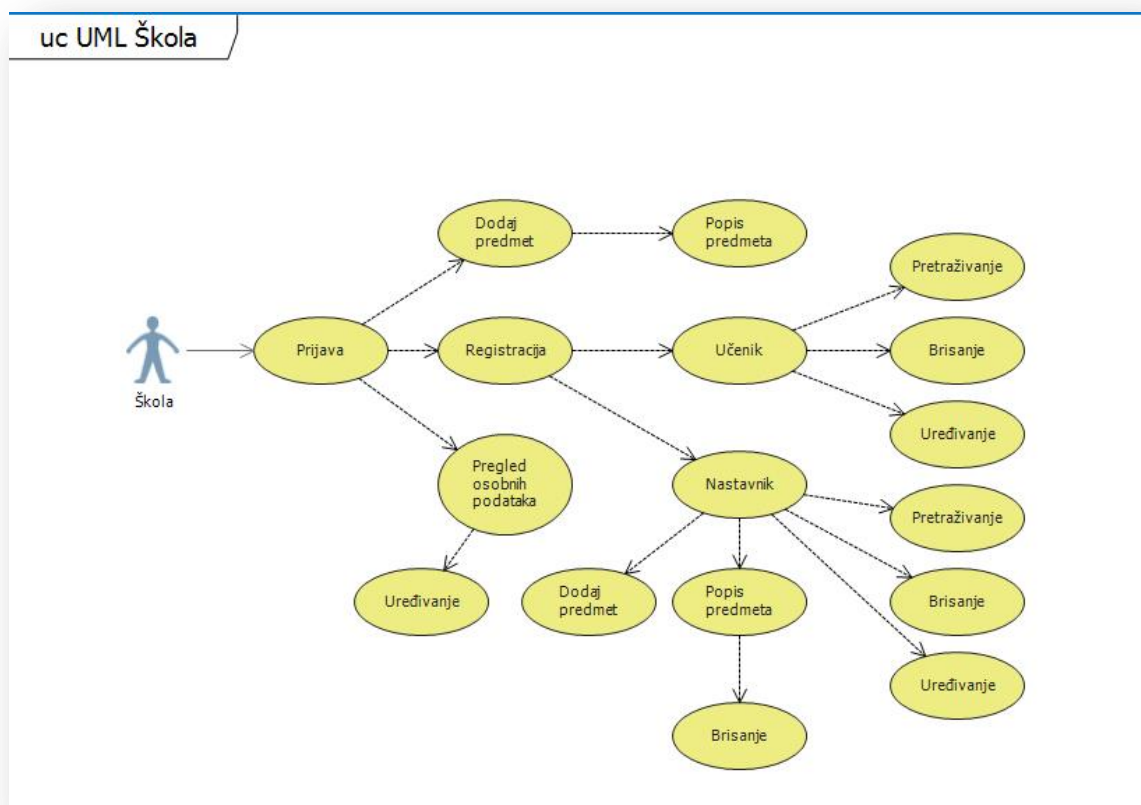 uc UML Škola
Dodaj
predmet
Popis
predmeta
Pretraživanje
Prijava
Registracija
Učenik
Brisanje
Škola
Uređivanje
Pregled
osobnih
podataka
Nastavnik
Pretraživanje
Uređivanje
Dodaj
predmet
Popis
predmeta
Brisanje
Uređivanje
Brisanje